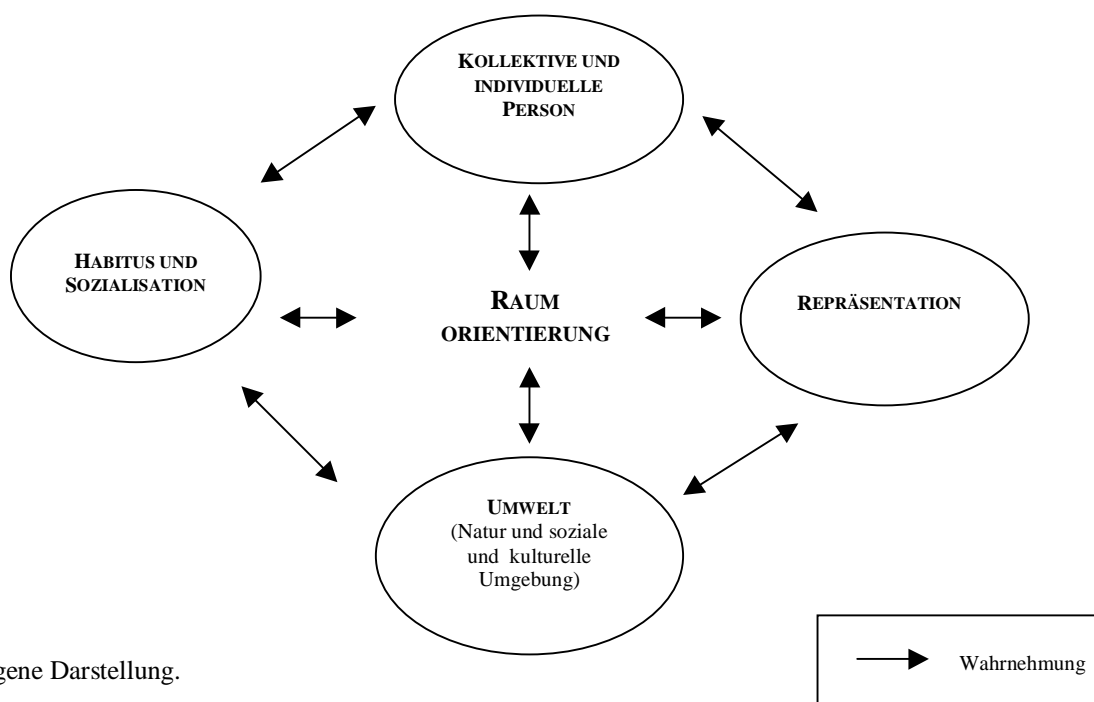 KOLLEKTIVE UND
INDIVIDUELLE
PERSON
HABITUS UND
SOZIALISATION
RAUM
ORIENTIERUNG
REPRÄSENTATION
UMWELT
(Natur und soziale
und kulturelle
Umgebung)
gene Darstellung.
Wahrnehmung